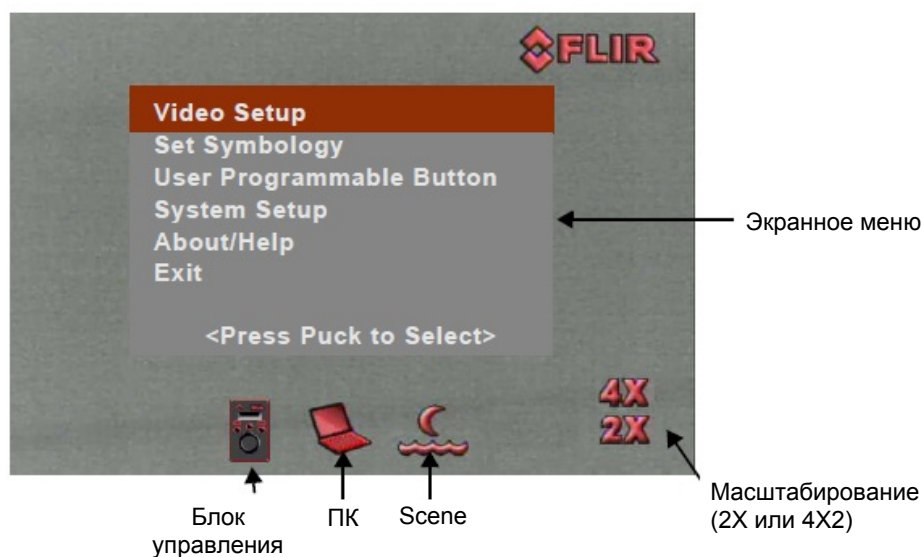 FLIR
Video Setup
Set Symbology
User Programmable Button
System Setup
About/Help
Exit
<Press Puck to Select>
Экранное меню
4X
2X
Масштабирование
(2X или 4X2)
Блок
управления
ПК
Scene